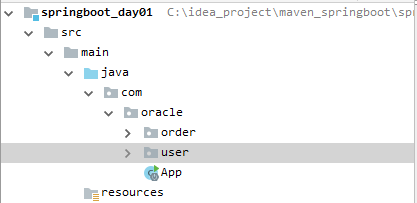 springboot_day01 C:\idea_project\maven_springboot\sp
src
main
java
com
oracle
order
user
App
resources